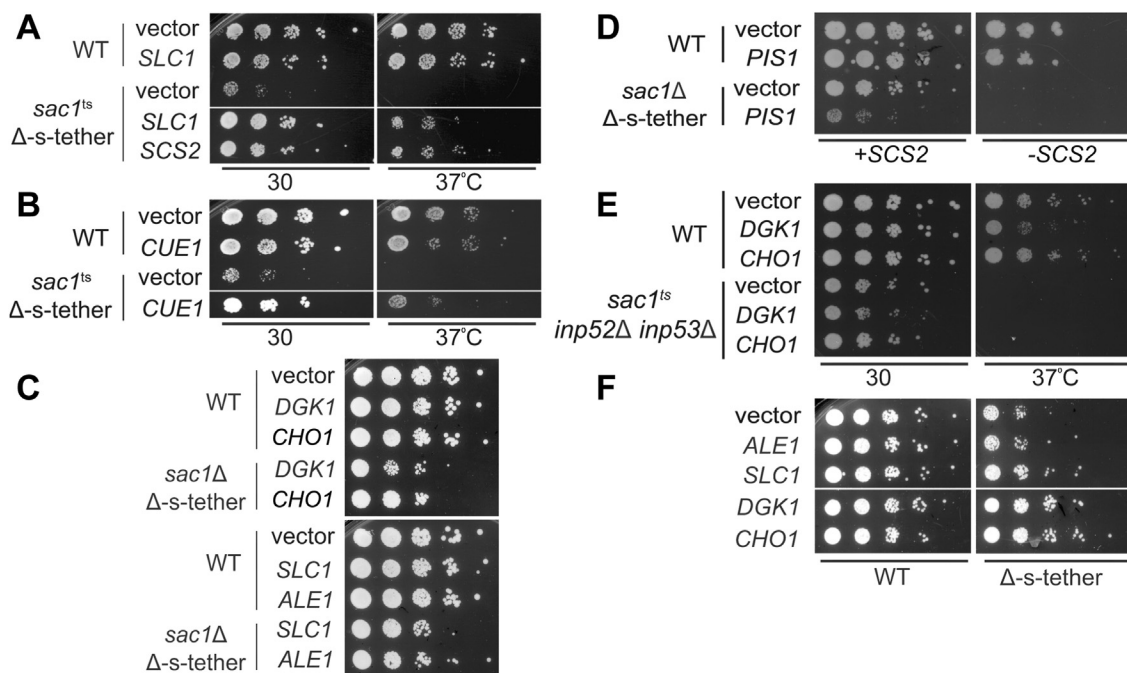 A
WT
vector
SLC1
sac1ts
Δ-s-tether
vector
SLC1
SCS2
30
37°C
B
WT
vector
CUE1
sac1ts
Δ-s-tether
vector
CUE1
30
37°C
C
WT
vector
DGK1
CHO1
sac1Δ
Δ-s-tether
DGK1
CHO1
WT
vector
SLC1
ALE1
sac1Δ
Δ-s-tether
SLC1
ALE1
D
WT
vector
PIS1
sac1Δ
Δ-s-tether
vector
PIS1
+SCS2
-SCS2
E
WT
vector
DGK1
CHO1
sac1ts
inp52Δ inp53Δ
vector
DGK1
CHO1
30
37°C
F
vector
ALE1
SLC1
DGK1
CHO1
WT
Δ-s-tether